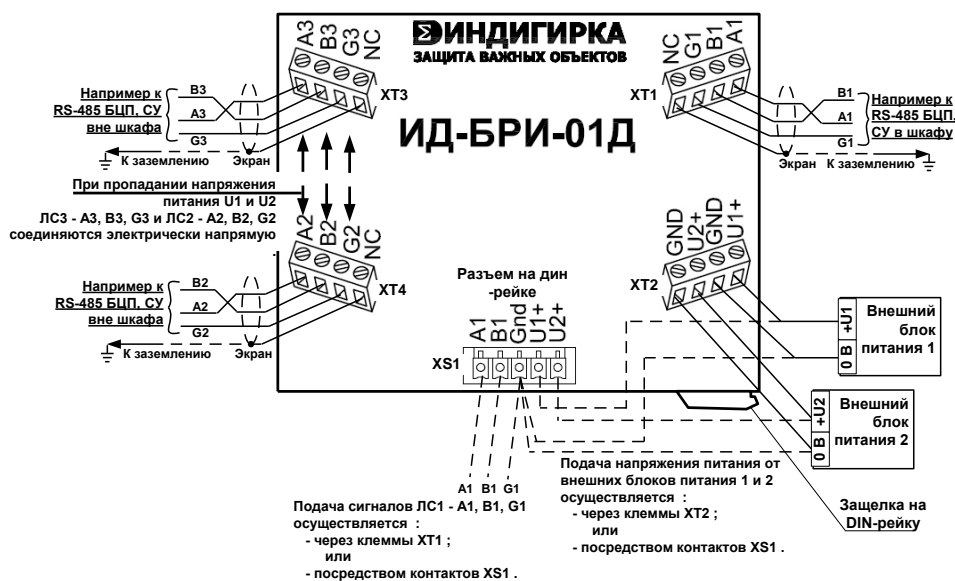 ИНДИГИРКА
ЗАЩИТА ВАЖНЫХ ОБЪЕКТОВ
ИД-БРИ-01Д
A3
B3
G3
NC
XT3
Например к
RS-485 БЦП, СУ
вне шкафа
B3
A3
G3
К заземлению
Экран
NC
G1
B1
A1
XT1
B1
A1
G1
Например к
RS-485 БЦП,
СУ в шкафу
Экран
К заземлению
При пропадании напряжения
питания U1 и U2
ЛС3 - А3, В3, G3 и ЛС2 - А2, В2, G2
соединяются электрически напрямую
A2
B2
G2
NC
XT4
Например к
RS-485 БЦП, СУ
вне шкафа
B2
A2
G2
К заземлению
Экран
GND
U2+
GND
U1+
XT2
Разъем на дин
-рейке
A1
B1
Gnd
U1+
U2+
XS1
+U1
0 В
Внешний
блок
питания 1
+U2
0 В
Внешний
блок
питания 2
A1 B1 G1
Подача сигналов ЛС1 - А1, В1, G1
осуществляется :
- через клеммы XT1 ;
или
- посредством контактов XS1 .
Подача напряжения питания от
внешних блоков питания 1 и 2
осуществляется :
- через клеммы XT2 ;
или
- посредством контактов XS1 .
Защелка на
DIN-рейку